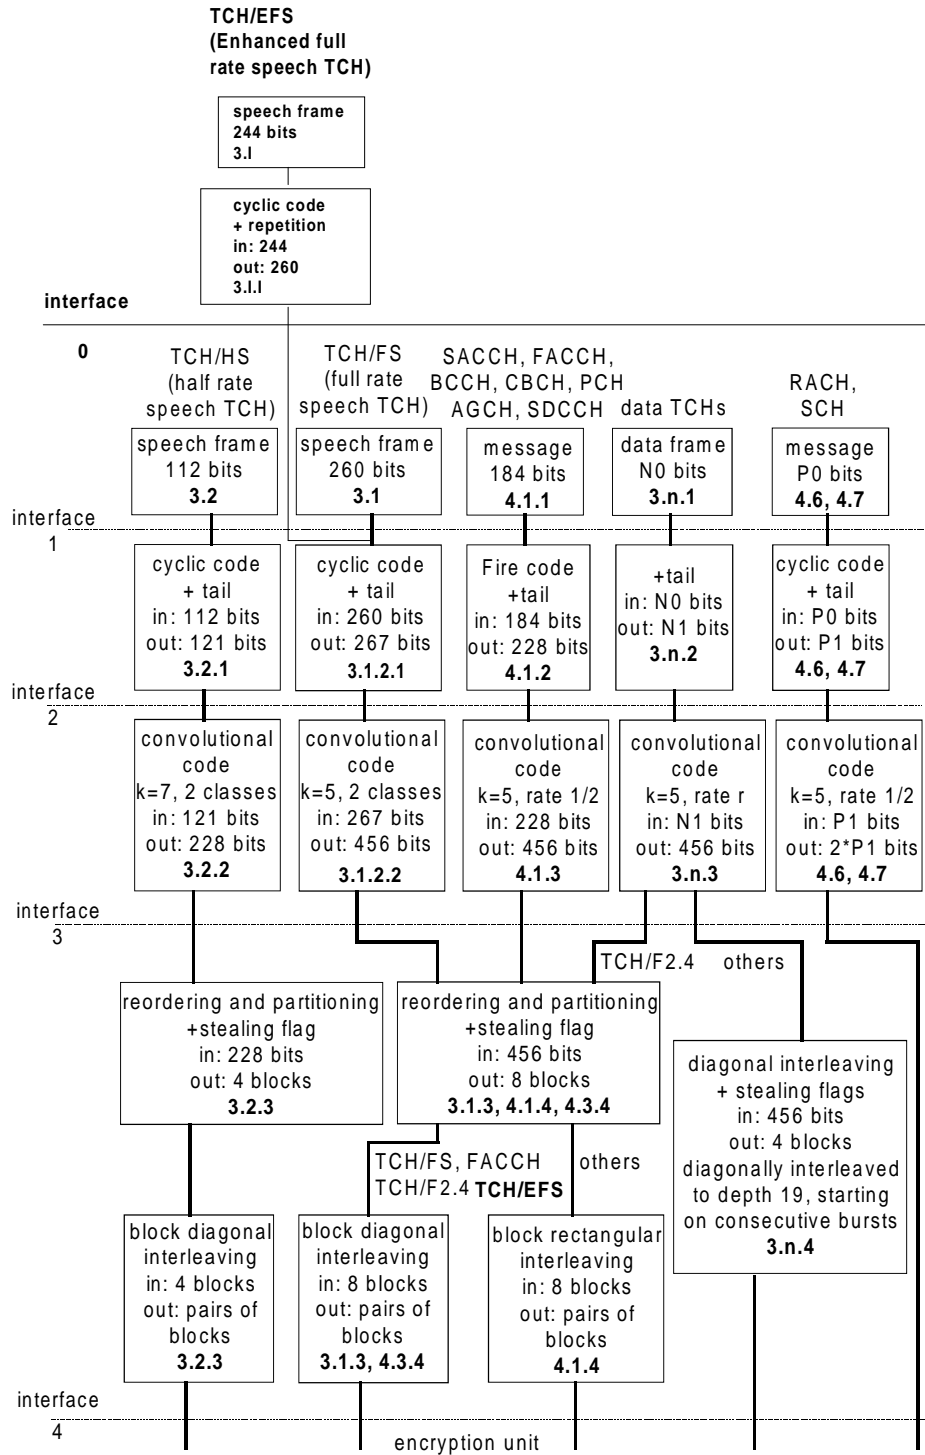 TCH/EFS
(Enhanced full
rate speech TCH)
speech frame
244 bits
3.I
cyclic code
+ repetition
in: 244
out: 260
3.I.I
interface
0
TCH/HS
(half rate
speech TCH)
TCH/FS
(full rate
speech TCH)
SACCH, FACCH,
BCCH, CBCH, PCH
AGCH, SDCCH
data TCHs
RACH,
SCH
speech frame
112 bits
3.2
speech frame
260 bits
3.1
message
184 bits
4.1.1
data frame
N0 bits
3.n.1
message
P0 bits
4.6, 4.7
interface
1
cyclic code
+ tail
in: 112 bits
out: 121 bits
3.2.1
cyclic code
+ tail
in: 260 bits
out: 267 bits
3.1.2.1
Fire code
+tail
in: 184 bits
out: 228 bits
4.1.2
+tail
in: N0 bits
out: N1 bits
3.n.2
cyclic code
+ tail
in: P0 bits
out: P1 bits
4.6, 4.7
interface
2
convolutional
code
k=7, 2 classes
in: 121 bits
out: 228 bits
3.2.2
convolutional
code
k=5, 2 classes
in: 267 bits
out: 456 bits
3.1.2.2
convolutional
code
k=5, rate 1/2
in: 228 bits
out: 456 bits
4.1.3
convolutional
code
k=5, rate r
in: N1 bits
out: 456 bits
3.n.3
convolutional
code
k=5, rate 1/2
in: P1 bits
out: 2*P1 bits
4.6, 4.7
interface
3
TCH/F2.4
others
reordering and partitioning
+stealing flag
in: 228 bits
out: 4 blocks
3.2.3
reordering and partitioning
+stealing flag
in: 456 bits
out: 8 blocks
3.1.3, 4.1.4, 4.3.4
diagonal interleaving
+ stealing flags
in: 456 bits
out: 4 blocks
diagonally interleaved
to depth 19, starting
on consecutive bursts
3.n.4
TCH/FS, FACCH
TCH/F2.4 TCH/EFS
others
block diagonal
interleaving
in: 4 blocks
out: pairs of
blocks
3.2.3
block diagonal
interleaving
in: 8 blocks
out: pairs of
blocks
3.1.3, 4.3.4
block rectangular
interleaving
in: 8 blocks
out: pairs of
blocks
4.1.4
interface
4
encryption unit